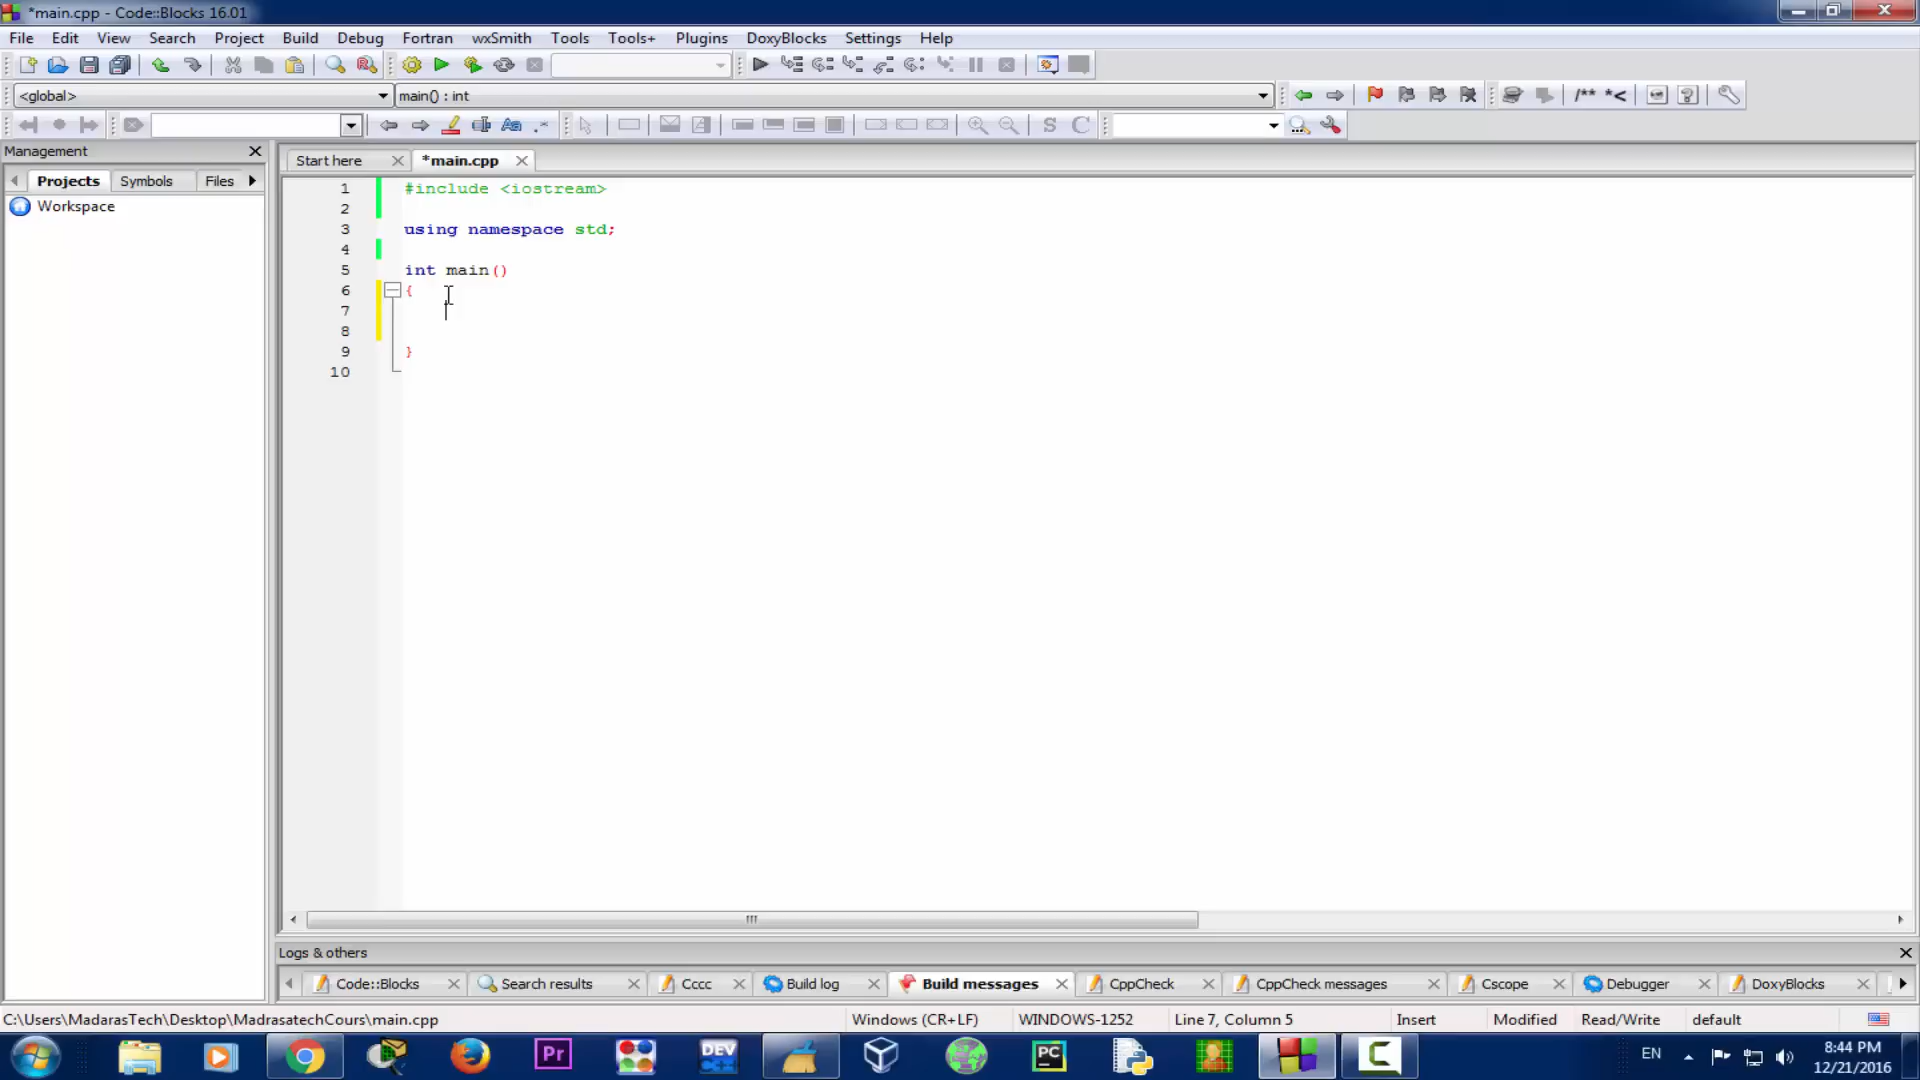 *main.cpp - Code::Blocks 16.01
File Edit View Search Project Build Debug Fortran wxSmith Tools Tools+ Plugins DoxyBlocks Settings Help
<global> main() : int /** *<
Aa .* S C
Management
Start here *main.cpp
Projects Symbols Files
Workspace
1 #include <iostream>
2
3 using namespace std;
4
5 int main()
6 {
7
8
9 }
10
Logs & others
Code::Blocks Search results Cccc Build log Build messages CppCheck CppCheck messages Cscope Debugger DoxyBlocks
C:\Users\MadarasTech\Desktop\MadrasatechCours\main.cpp Windows (CR+LF) WINDOWS-1252 Line 7, Column 5 Insert Modified Read/Write default
Pr DEV PC C EN 8:44 PM
12/21/2016